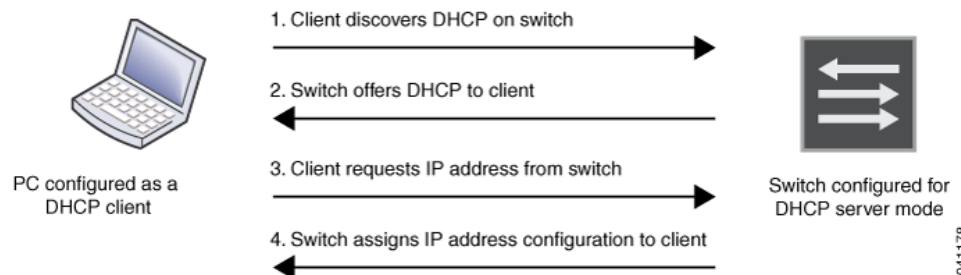 1. Client discovers DHCP on switch
2. Switch offers DHCP to client
3. Client requests IP address from switch
4. Switch assigns IP address configuration to client
PC configured as a
DHCP client
Switch configured for
DHCP server mode